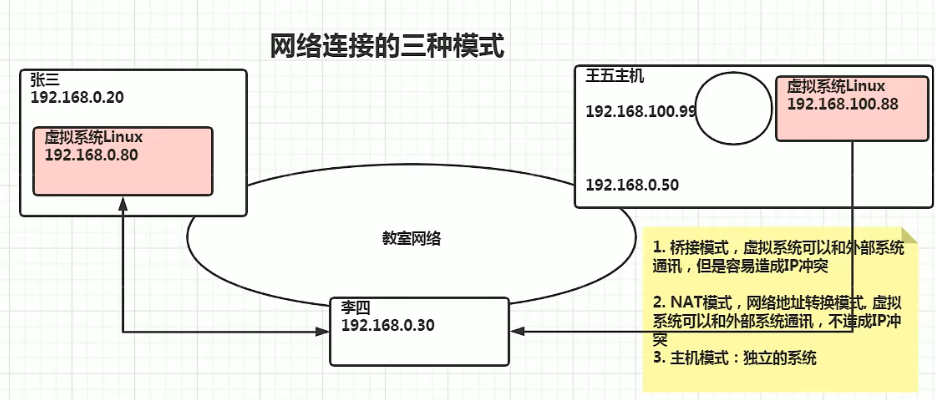 网络连接的三种模式
张三
192.168.0.20
虚拟系统Linux
192.168.0.80
王五主机
192.168.100.99
虚拟系统Linux
192.168.100.88
192.168.0.50
教室网络
李四
192.168.0.30
1. 桥接模式，虚拟系统可以和外部系统
通讯，但是容易造成IP冲突
2. NAT模式，网络地址转换模式, 虚拟
系统可以和外部系统通讯，不造成IP冲
突
3. 主机模式：独立的系统